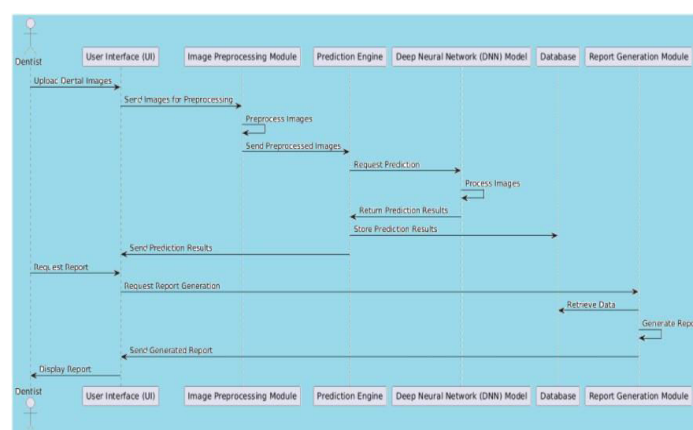 Dentist
User Interface (UI) Image Preprocessing Module Prediction Engine Deep Neural Network (DNN) Model Database Report Generation Module
Upload Dental Images
Send Images for Preprocessing
Preprocess Images
Send Preprocessed Images
Request Prediction
Process Images
Return Prediction Results
Store Prediction Results
Send Prediction Results
Request Report
Request Report Generation
Retrieve Data
Generate Repo
Send Generated Report
Display Report
Dentist
User Interface (UI) Image Preprocessing Module Prediction Engine Deep Neural Network (DNN) Model Database Report Generation Module